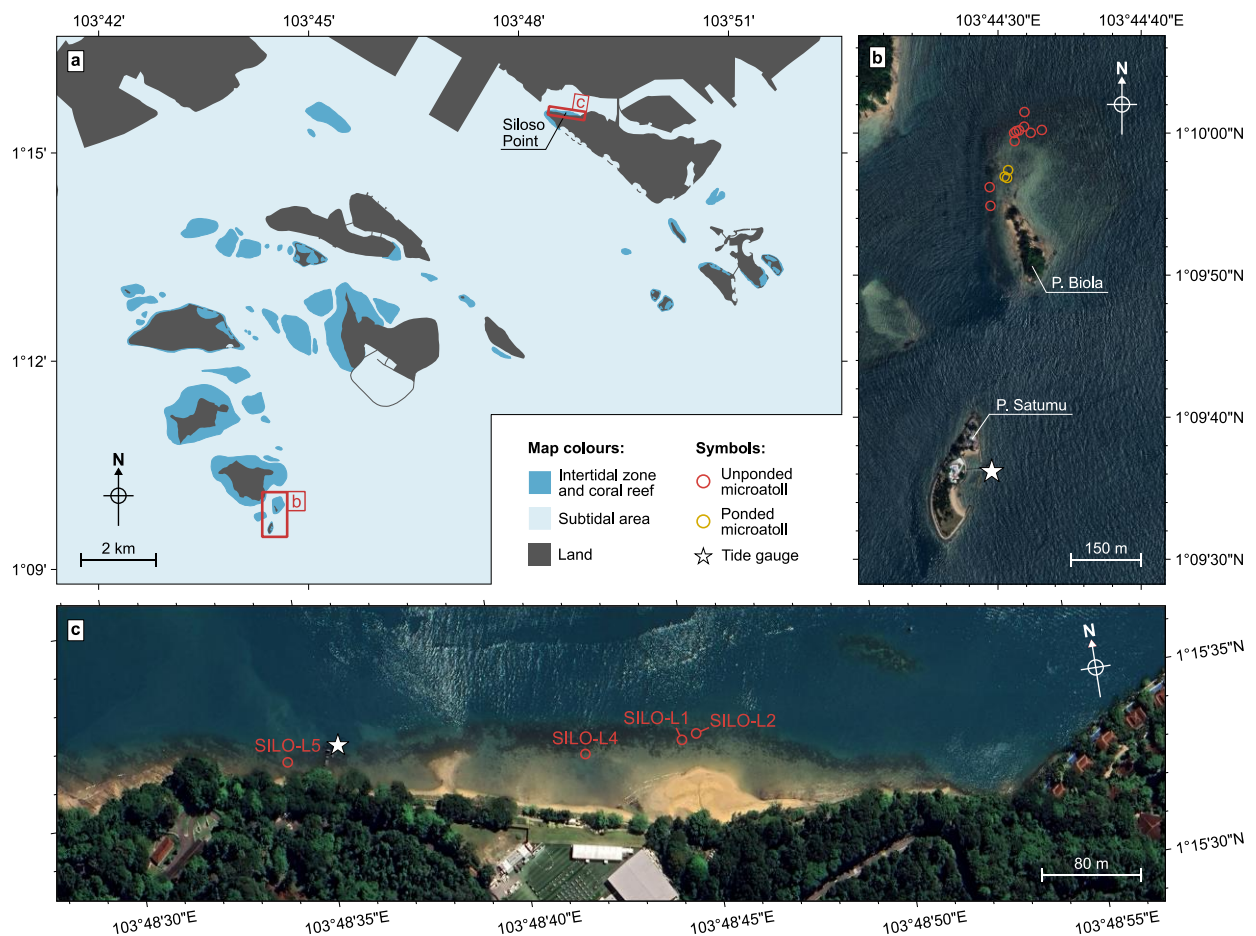 103°42'
103°45'
103°48'
103°51'
103°44'30"E
103°44'40"E
a
c
Siloso
Point
1°15'
1°12'
1°09'
N
2 km
b
Map colours:
Intertidal zone
and coral reef
Subtidal area
Land
Symbols:
Unponded
microatoll
Ponded
microatoll
Tide gauge
b
N
1°10'00"N
1°09'50"N
1°09'40"N
1°09'30"N
P. Biola
P. Satumu
150 m
c
N
1°15'35"N
1°15'30"N
SILO-L5
SILO-L4
SILO-L1
SILO-L2
80 m
103°48'30"E
103°48'35"E
103°48'40"E
103°48'45"E
103°48'50"E
103°48'55"E